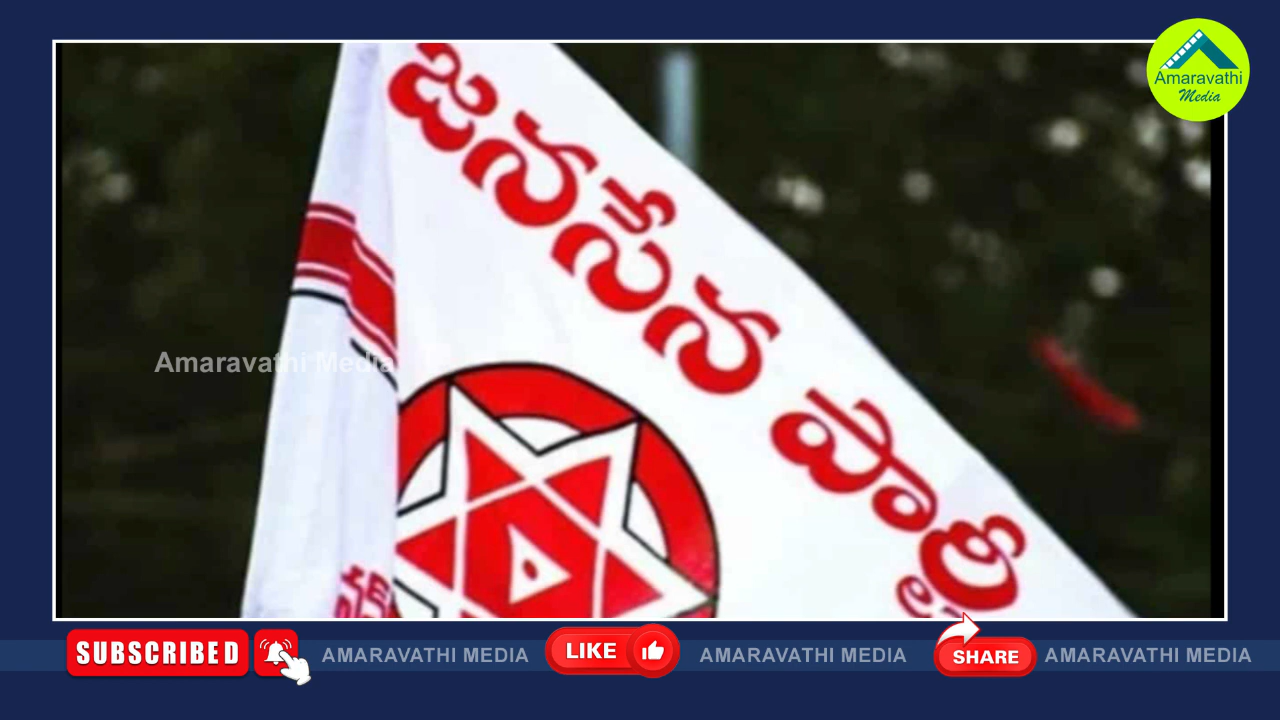 Amaravathi
Media
జనసేన పార్టీ
Amaravathi Media
SUBSCRIBED
AMARAVATHI MEDIA
LIKE
AMARAVATHI MEDIA
SHARE
AMARAVATHI MEDIA